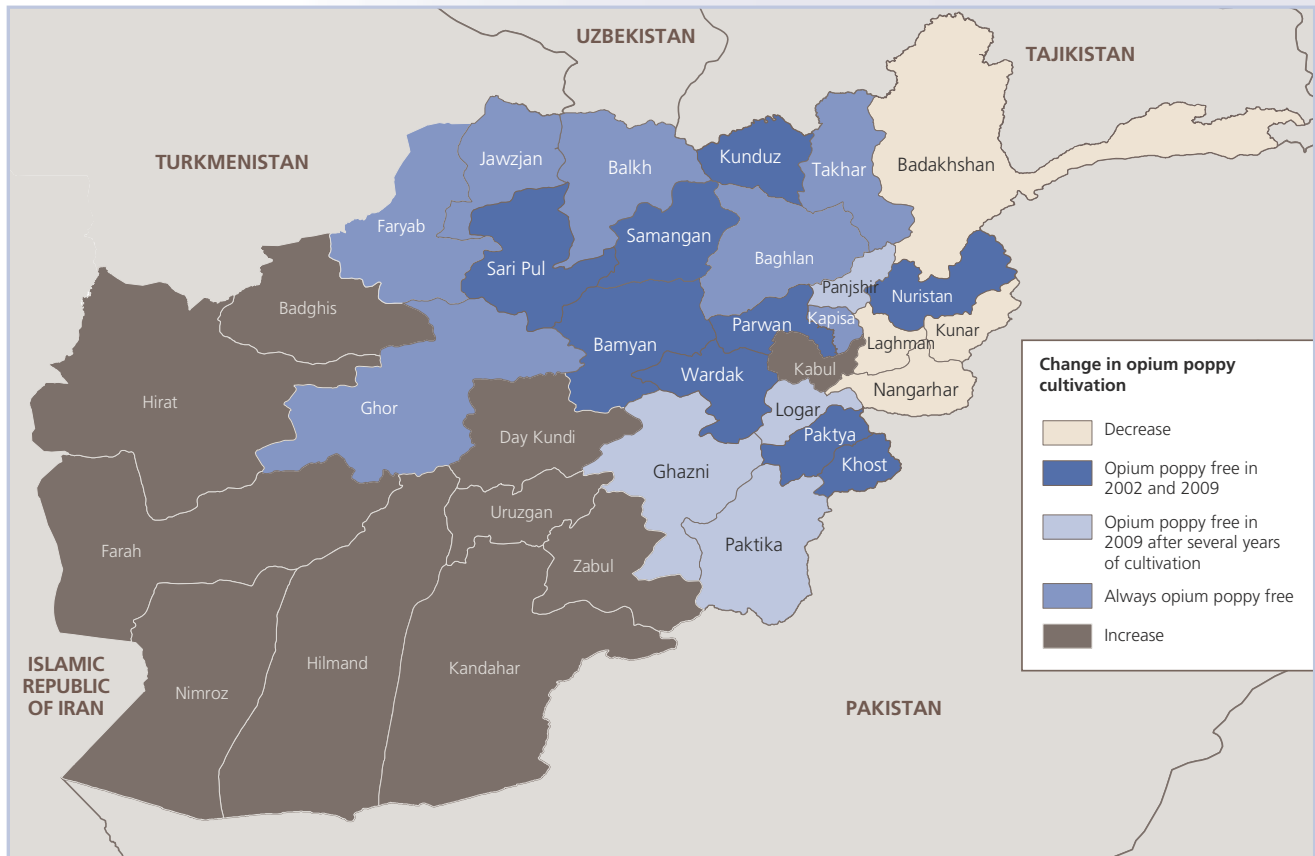 UZBEKISTAN
TAJIKISTAN
TURKMENISTAN
Jawzjan
Balkh
Kunduz
Takhar
Badakhshan
Faryab
Samangan
Sari Pul
Baghlan
Panjshir
Nuristan
Badghis
Bamyan
Parwan
Kapisa
Laghman
Kunar
Kabul
Wardak
Nangarhar
Hirat
Ghor
Logar
Day Kundi
Paktya
Ghazni
Khost
Uruzgan
Farah
Paktika
Zabul
Hilmand
Kandahar
Nimroz
ISLAMIC
REPUBLIC
OF IRAN
PAKISTAN
Change in opium poppy
cultivation
Decrease
Opium poppy free in
2002 and 2009
Opium poppy free in
2009 after several years
of cultivation
Always opium poppy free
Increase